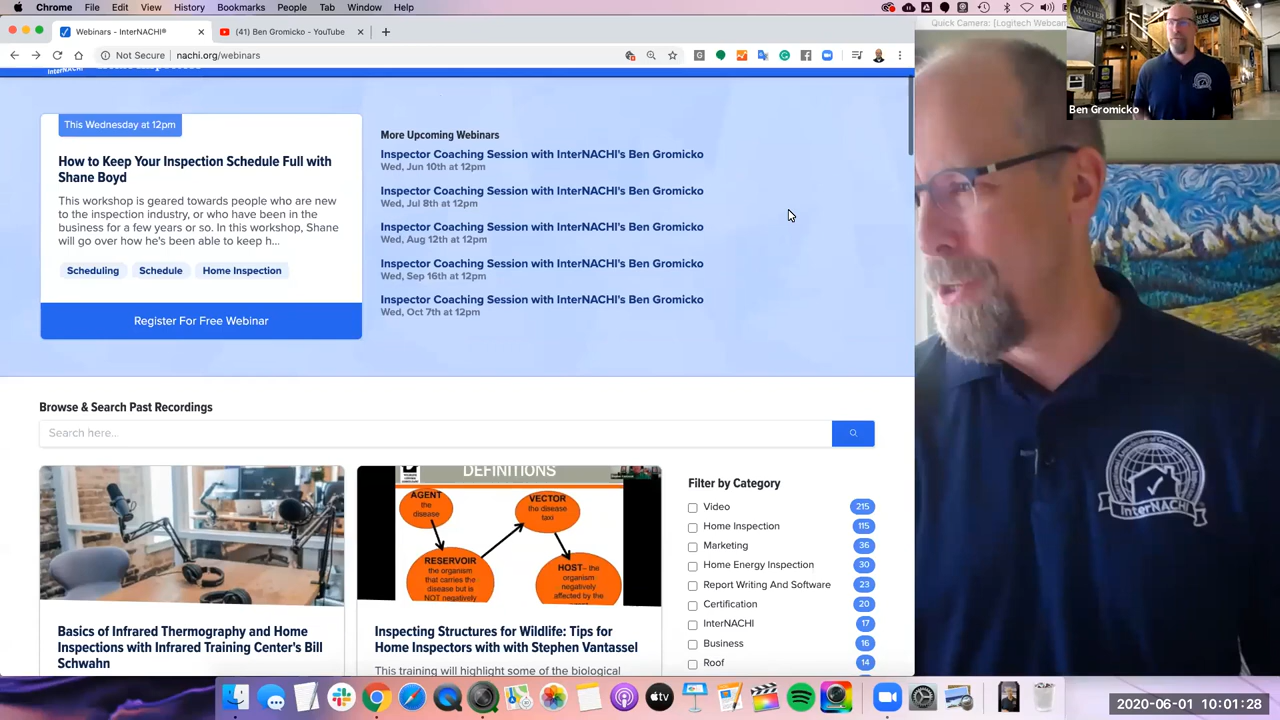 Chrome File Edit View History Bookmarks People Tab Window Help
Webinars - InterNACHI®
(41) Ben Gromicko - YouTube
Quick Camera: [Logitech Webcam
Not Secure nachi.org/webinars
MASTER
Ben Gromicko
InterNACHI
This Wednesday at 12pm
How to Keep Your Inspection Schedule Full with
Shane Boyd
This workshop is geared towards people who are new
to the inspection industry, or who have been in the
business for a few years or so. In this workshop, Shane
will go over how he's been able to keep h...
Scheduling Schedule Home Inspection
Register For Free Webinar
More Upcoming Webinars
Inspector Coaching Session with InterNACHI's Ben Gromicko
Wed, Jun 10th at 12pm
Inspector Coaching Session with InterNACHI's Ben Gromicko
Wed, Jul 8th at 12pm
Inspector Coaching Session with InterNACHI's Ben Gromicko
Wed, Aug 12th at 12pm
Inspector Coaching Session with InterNACHI's Ben Gromicko
Wed, Sep 16th at 12pm
Inspector Coaching Session with InterNACHI's Ben Gromicko
Wed, Oct 7th at 12pm
Browse & Search Past Recordings
Search here...
DEFINITIONS
AGENT
the
disease
VECTOR
the disease
taxi
RESERVOIR
the organism
that carries the
disease but is
NOT negatively
HOST– the
organism
negatively
affected by the
Basics of Infrared Thermography and Home
Inspections with Infrared Training Center's Bill
Schwahn
Inspecting Structures for Wildlife: Tips for
Home Inspectors with with Stephen Vantassel
This training will highlight some of the biological
Filter by Category
Video 215
Home Inspection 115
Marketing 36
Home Energy Inspection 30
Report Writing And Software 23
Certification 20
InterNACHI 17
Business 16
Roof 14
InterNACHI
tv
2020-06-01 10:01:28